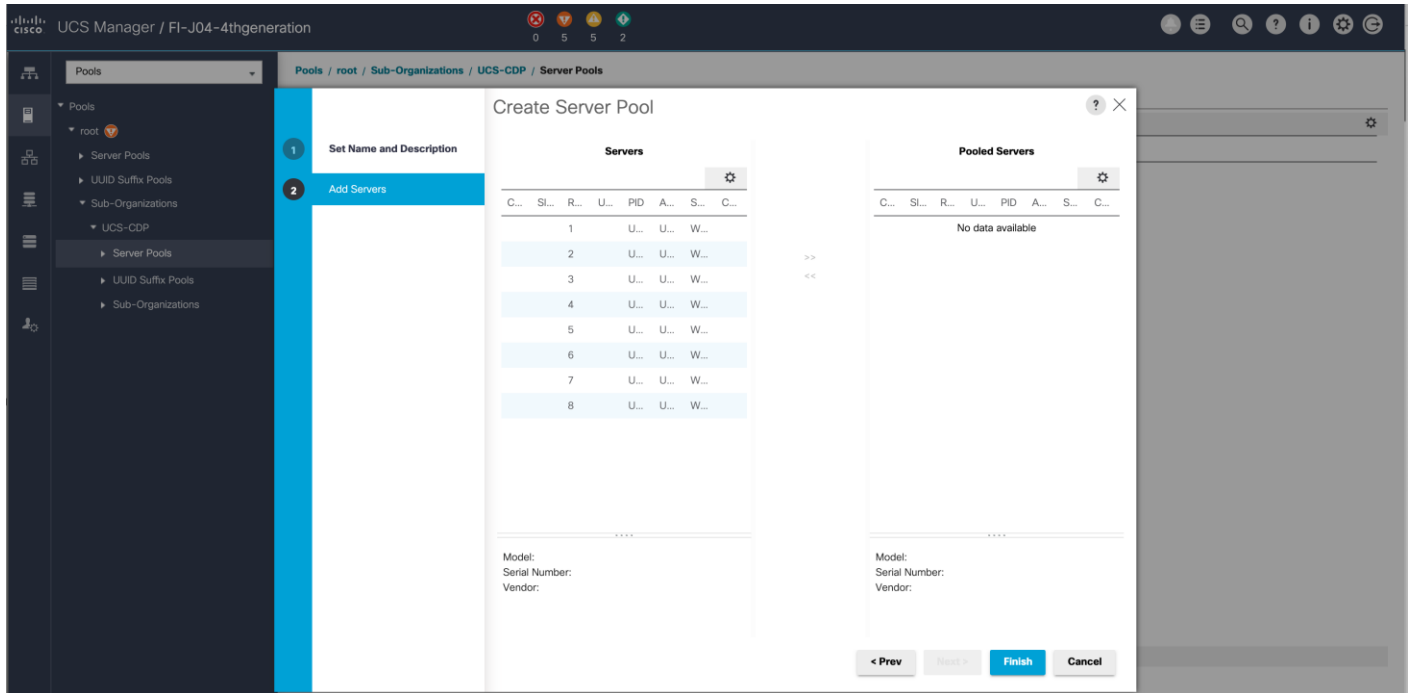 cisco UCS Manager / FI-J04-4thgeneration
0 5 5 2
Pools
Pools / root / Sub-Organizations / UCS-CDP / Server Pools
Pools
root
Server Pools
UUID Suffix Pools
Sub-Organizations
UCS-CDP
Server Pools
UUID Suffix Pools
Sub-Organizations
Create Server Pool
? ×
1 Set Name and Description
2 Add Servers
Servers
C... Sl... R... U... PID A... S... C...
1 U... U... W...
2 U... U... W...
3 U... U... W...
4 U... U... W...
5 U... U... W...
6 U... U... W...
7 U... U... W...
8 U... U... W...
Model:
Serial Number:
Vendor:
>>
<<
Pooled Servers
C... Sl... R... U... PID A... S... C...
No data available
Model:
Serial Number:
Vendor:
< Prev Next > Finish Cancel